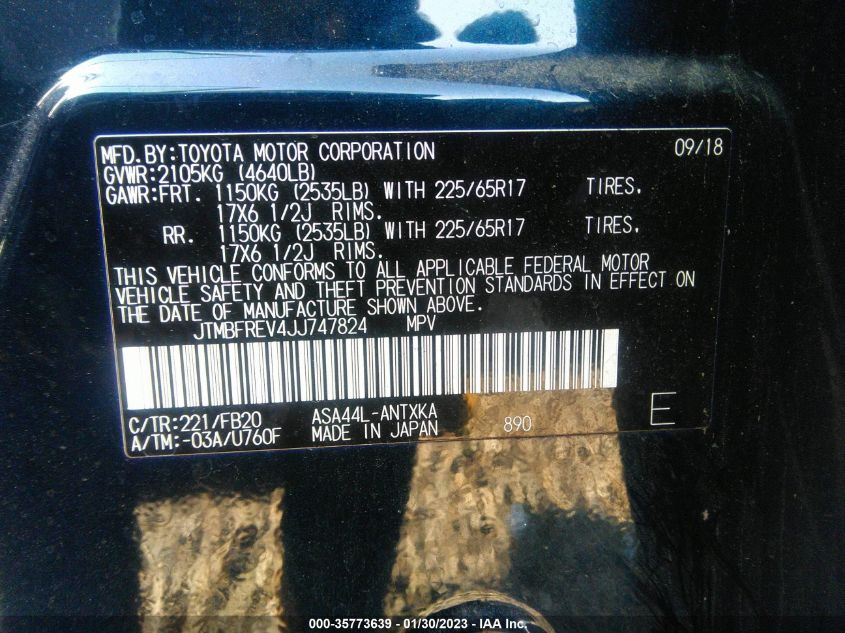 MFD.BY:TOYOTA MOTOR CORPORATION 09/18
GVWR:2105KG (4640LB)
GAWR:FRT. 1150KG (2535LB) WITH 225/65R17 TIRES.
17X6 1/2J RIMS.
RR. 1150KG (2535LB) WITH 225/65R17 TIRES.
17X6 1/2J RIMS.
THIS VEHICLE CONFORMS TO ALL APPLICABLE FEDERAL MOTOR
VEHICLE SAFETY AND THEFT PREVENTION STANDARDS IN EFFECT ON
THE DATE OF MANUFACTURE SHOWN ABOVE.
JTMBFREV4JJ747824 MPV
C/TR:221/FB20 ASA44L-ANTXKA
A/TM:-03A/U760F MADE IN JAPAN 890 E
000-35773639 — 01/30/2023 - IAA Inc.